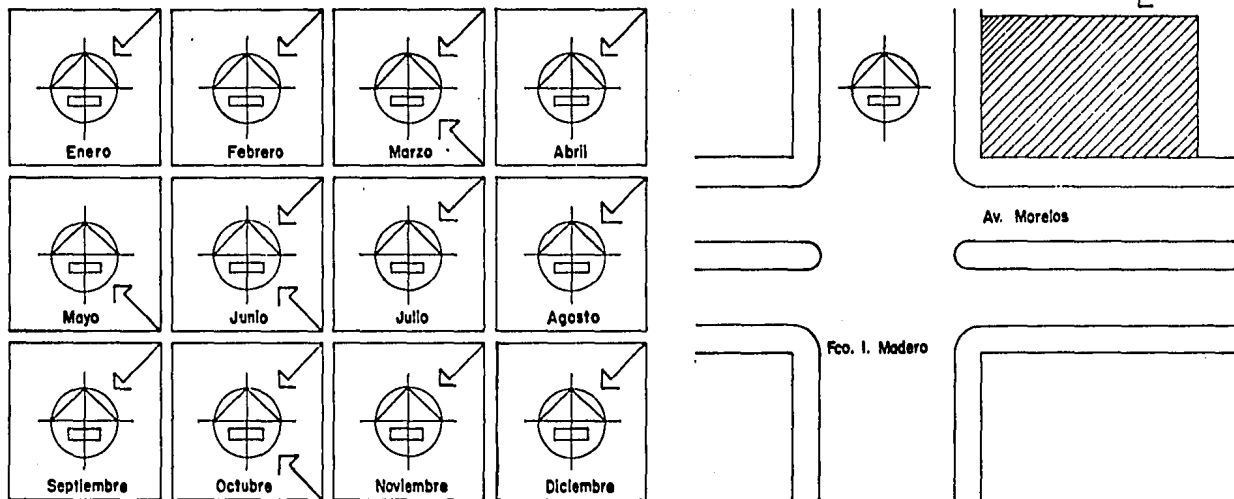 Enero
Febrero
Marzo
Abril
Mayo
Junio
Julio
Agosto
Septiembre
Octubre
Noviembre
Diciembre
Av. Morelos
Fco. I. Madero